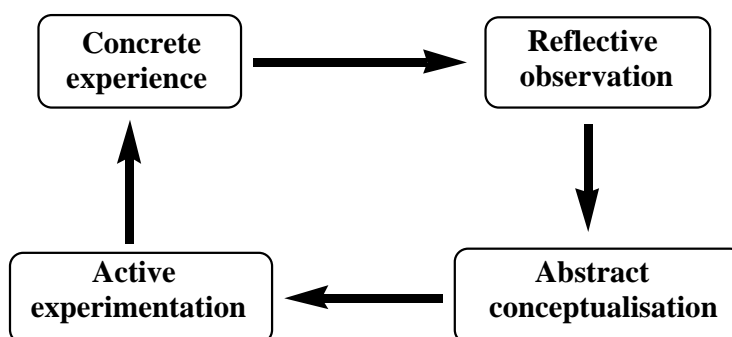 Concrete
experience
Reflective
observation
Active
experimentation
Abstract
conceptualisation